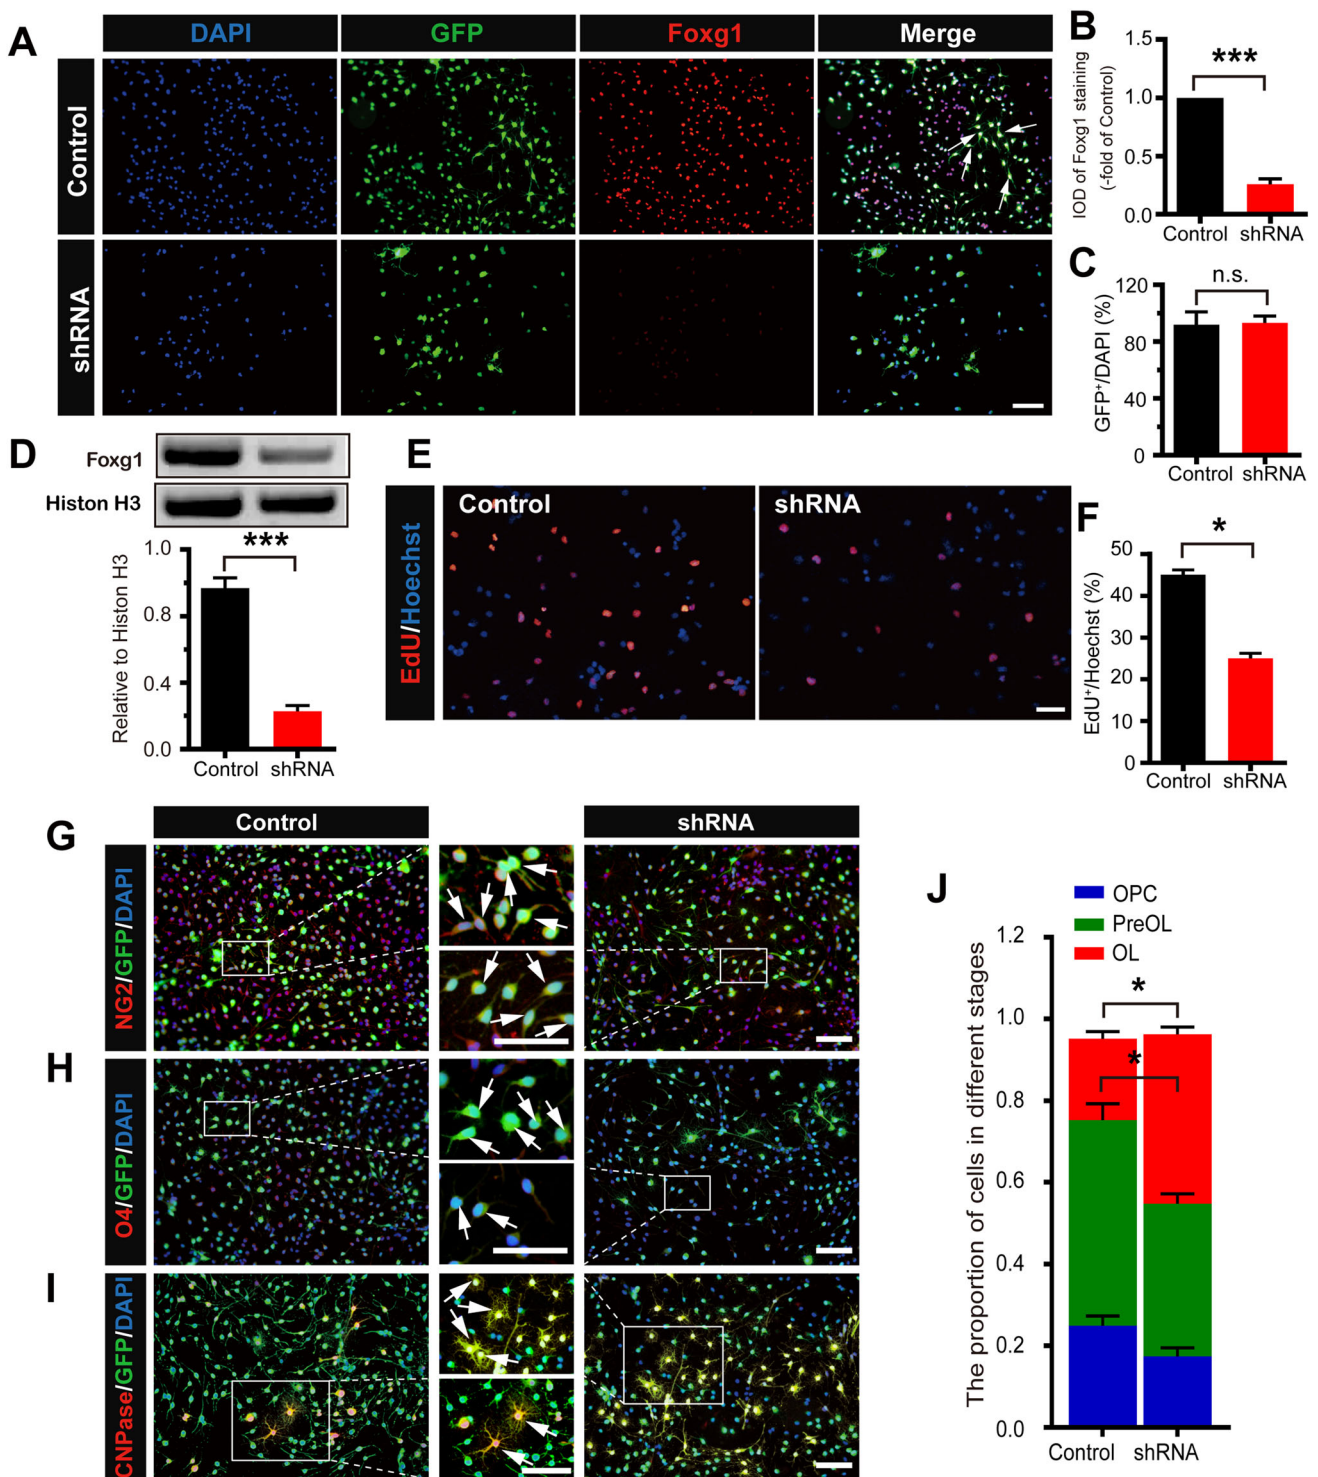 A
DAPI
GFP
Foxg1
Merge
Control
shRNA
B
IOD of Foxg1 staining
(-fold of Control)
1.5
1.0
0.5
0.0
***
Control shRNA
C
GFP⁺/DAPI (%)
120
80
40
0
n.s.
Control shRNA
D
Foxg1
Histon H3
***
Relative to Histon H3
1.0
0.8
0.4
0.0
Control shRNA
E
EdU/Hoechst
Control
shRNA
F
EdU⁺/Hoechst (%)
50
40
30
20
10
0
*
Control shRNA
Control
shRNA
G
NG2/GFP/DAPI
H
O4/GFP/DAPI
I
CNPase/GFP/DAPI
J
OPC
PreOL
OL
The proportion of cells in different stages
1.2
1.0
0.8
0.6
0.4
0.2
0.0
*
*
Control shRNA